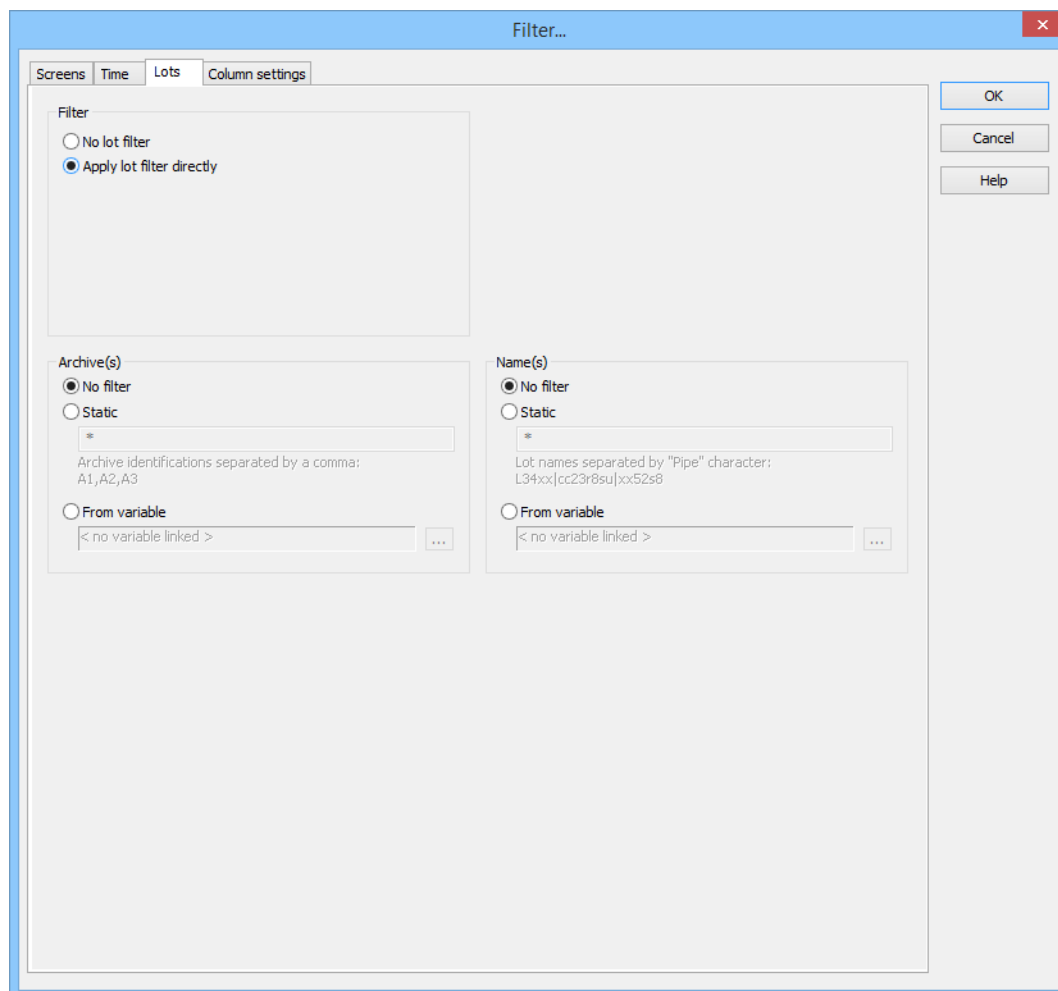 Filter...
Screens Time Lots Column settings
OK
Cancel
Help
Filter
No lot filter
Apply lot filter directly
Archive(s)
No filter
Static
*
Archive identifications separated by a comma:
A1,A2,A3
From variable
< no variable linked >
...
Name(s)
No filter
Static
*
Lot names separated by "Pipe" character:
L34xx|cc23r8su|xx52s8
From variable
< no variable linked >
...